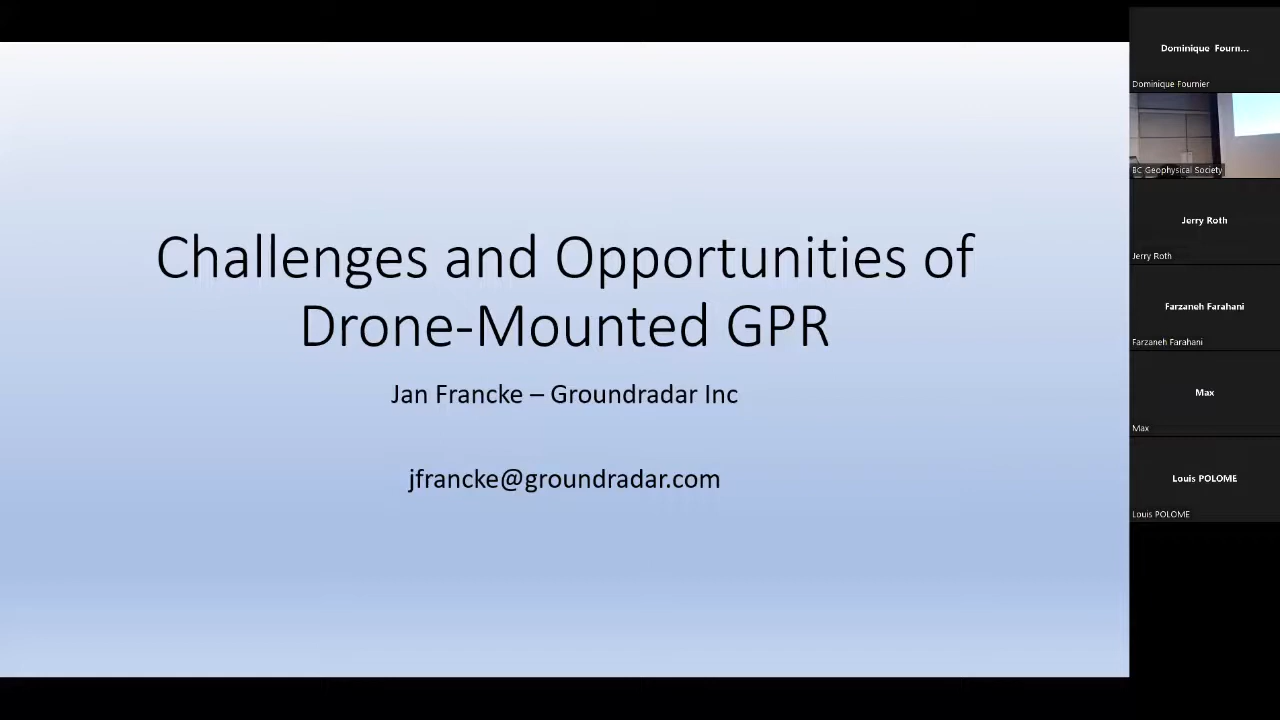 Challenges and Opportunities of
Drone-Mounted GPR
Jan Francke – Groundradar Inc
jfrancke@groundradar.com
Dominique Fourn...
Dominique Fournier
BC Geophysical Society
Jerry Roth
Jerry Roth
Farzaneh Farahani
Farzaneh Farahani
Max
Max
Louis POLOME
Louis POLOME